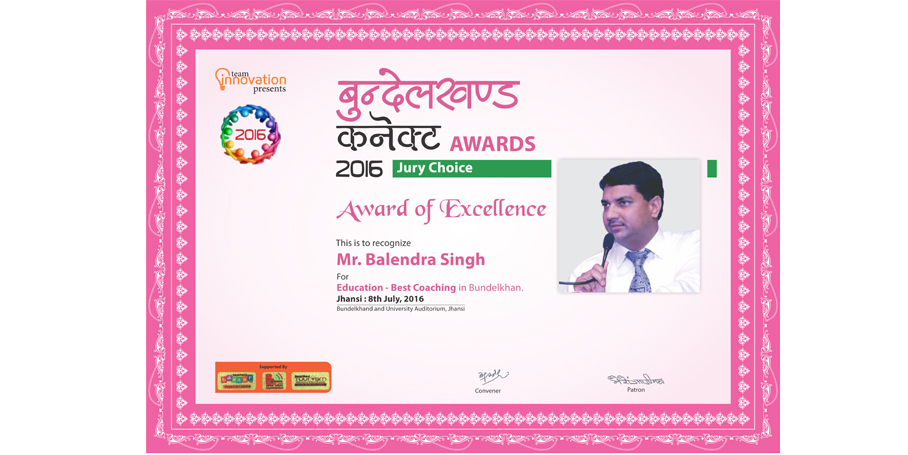 team
innovation
presents
2016
बुन्देलखण्ड
कनेक्ट AWARDS
2016 Jury Choice
Award of Excellence
This is to recognize
Mr. Balendra Singh
For
Education - Best Coaching in Bundelkhan.
Jhansi : 8th July, 2016
Bundelkhand and University Auditorium, Jhansi
Supported By
Convener
Patron